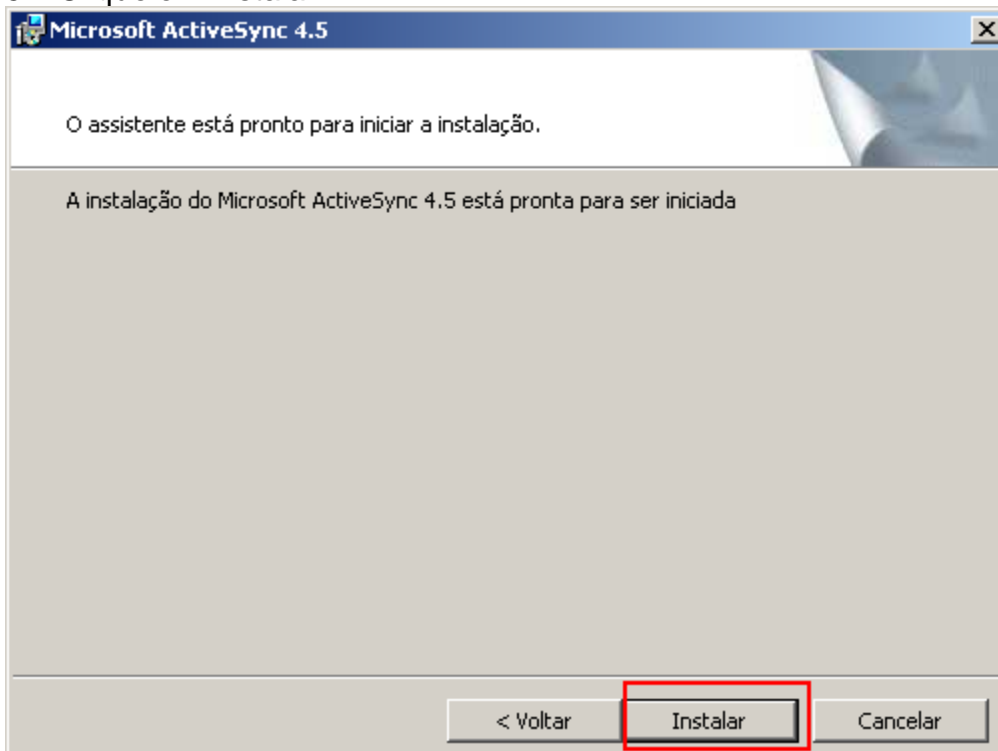 Microsoft ActiveSync 4.5
O assistente está pronto para iniciar a instalação.
A instalação do Microsoft ActiveSync 4.5 está pronta para ser iniciada
< Voltar Instalar Cancelar